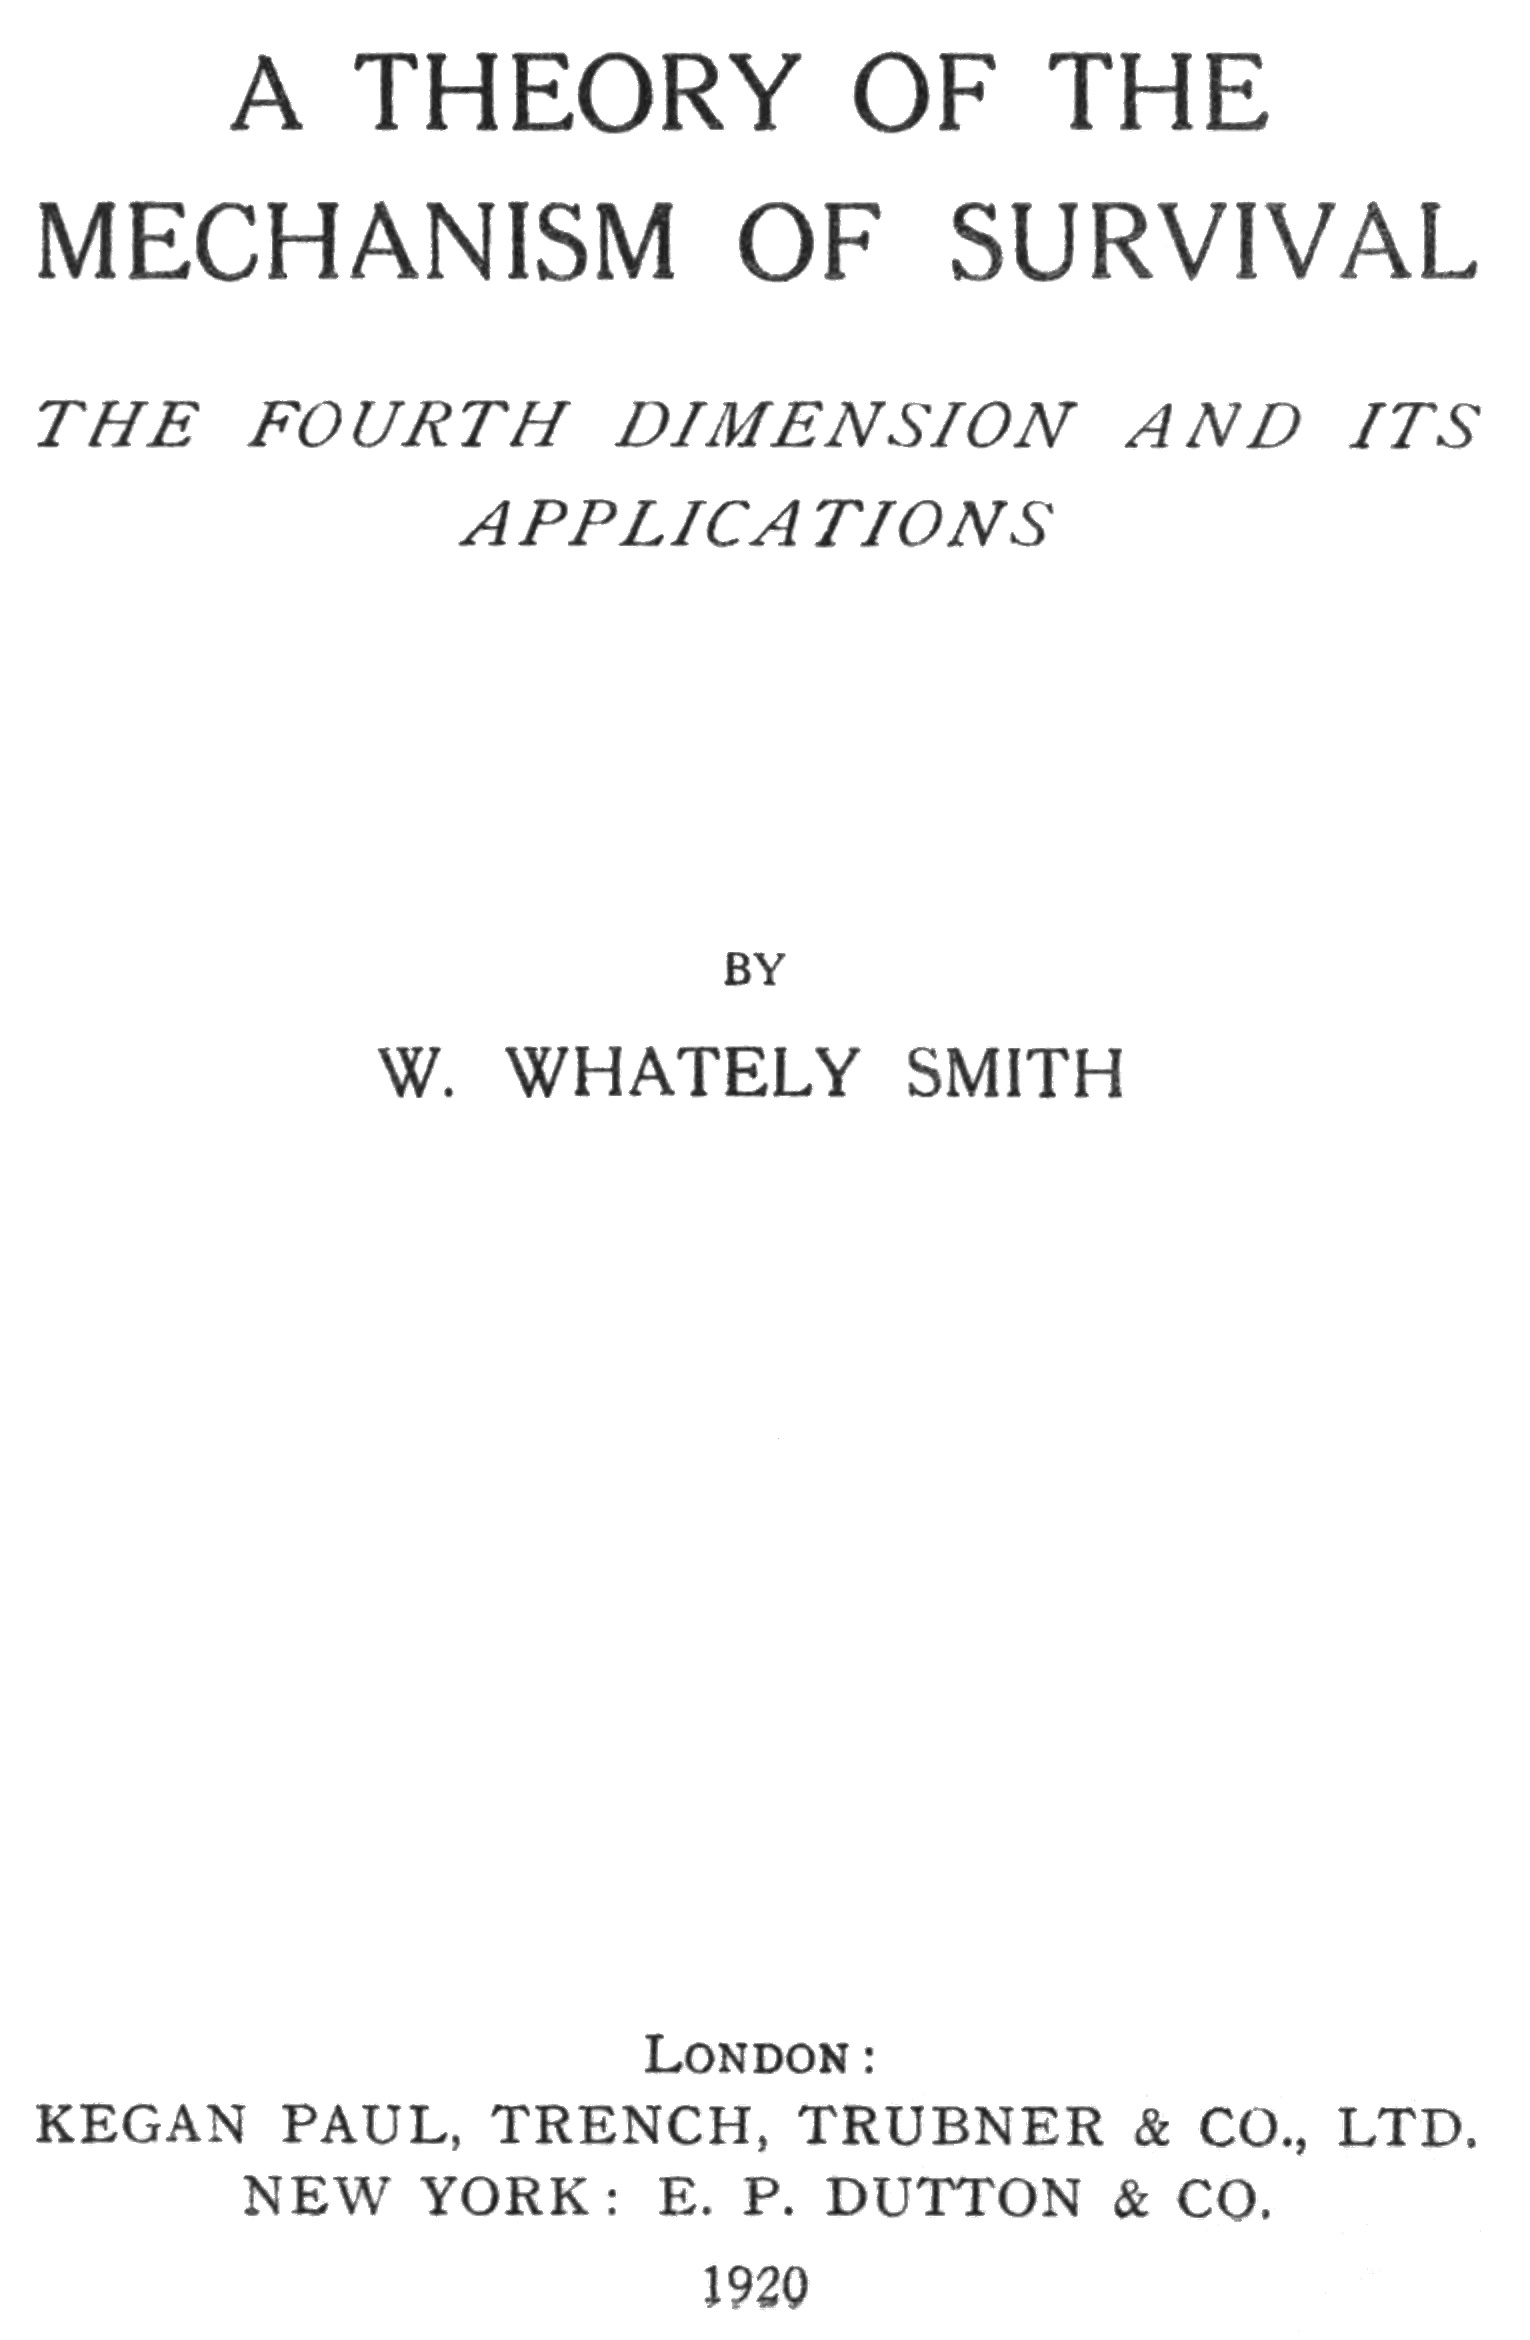 A THEORY OF THE
MECHANISM OF SURVIVAL
THE FOURTH DIMENSION AND ITS
APPLICATIONS
BY
W. WHATELY SMITH
LONDON:
KEGAN PAUL, TRENCH, TRUBNER & CO., LTD.
NEW YORK: E. P. DUTTON & CO.
1920